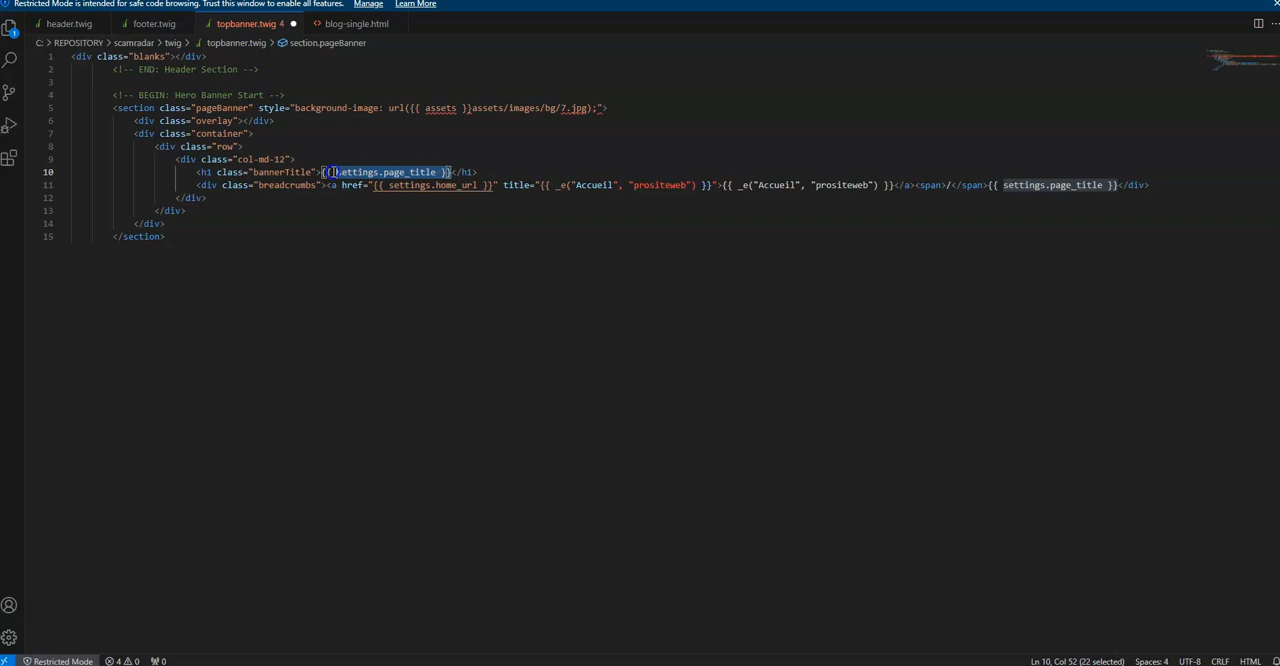 Restricted Mode is intended for safe code browsing. Trust this window to enable all features. Manage Learn More
header.twig footer.twig topbanner.twig 4 blog-single.html
C: > REPOSITORY > scamradar > twig > topbanner.twig > section.pageBanner
1 <div class="blanks"></div>
2 <!-- END: Header Section -->
3
4 <!-- BEGIN: Hero Banner Start -->
5 <section class="pageBanner" style="background-image: url({{ assets }}assets/images/bg/7.jpg);">
6 <div class="overlay"></div>
7 <div class="container">
8 <div class="row">
9 <div class="col-md-12">
10 <h1 class="bannerTitle">{{ settings.page_title }}</h1>
11 <div class="breadcrumbs"><a href="{{ settings.home_url }}" title="{{ _e("Accueil", "prositeweb") }}">{{ _e("Accueil", "prositeweb") }}</a><span>/</span>{{ settings.page_title }}</div>
12 </div>
13 </div>
14 </div>
15 </section>
1
Restricted Mode 4 0 0 Ln 10, Col 52 (22 selected) Spaces: 4 UTF-8 CRLF HTML